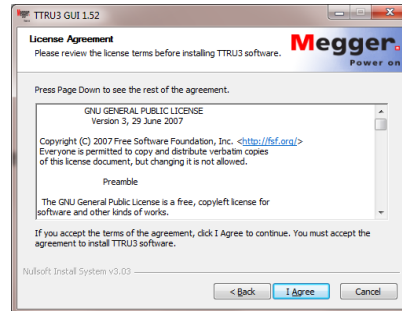 TTRU3 GUI 1.52
License Agreement
Please review the license terms before installing TTRU3 software.
Megger.
Power on
Press Page Down to see the rest of the agreement.
GNU GENERAL PUBLIC LICENSE
Version 3, 29 June 2007
Copyright (C) 2007 Free Software Foundation, Inc. <http://fsf.org/>
Everyone is permitted to copy and distribute verbatim copies
of this license document, but changing it is not allowed.
Preamble
The GNU General Public License is a free, copyleft license for
software and other kinds of works.
If you accept the terms of the agreement, click I Agree to continue. You must accept the
agreement to install TTRU3 software.
Nullsoft Install System v3.03
< Back I Agree Cancel